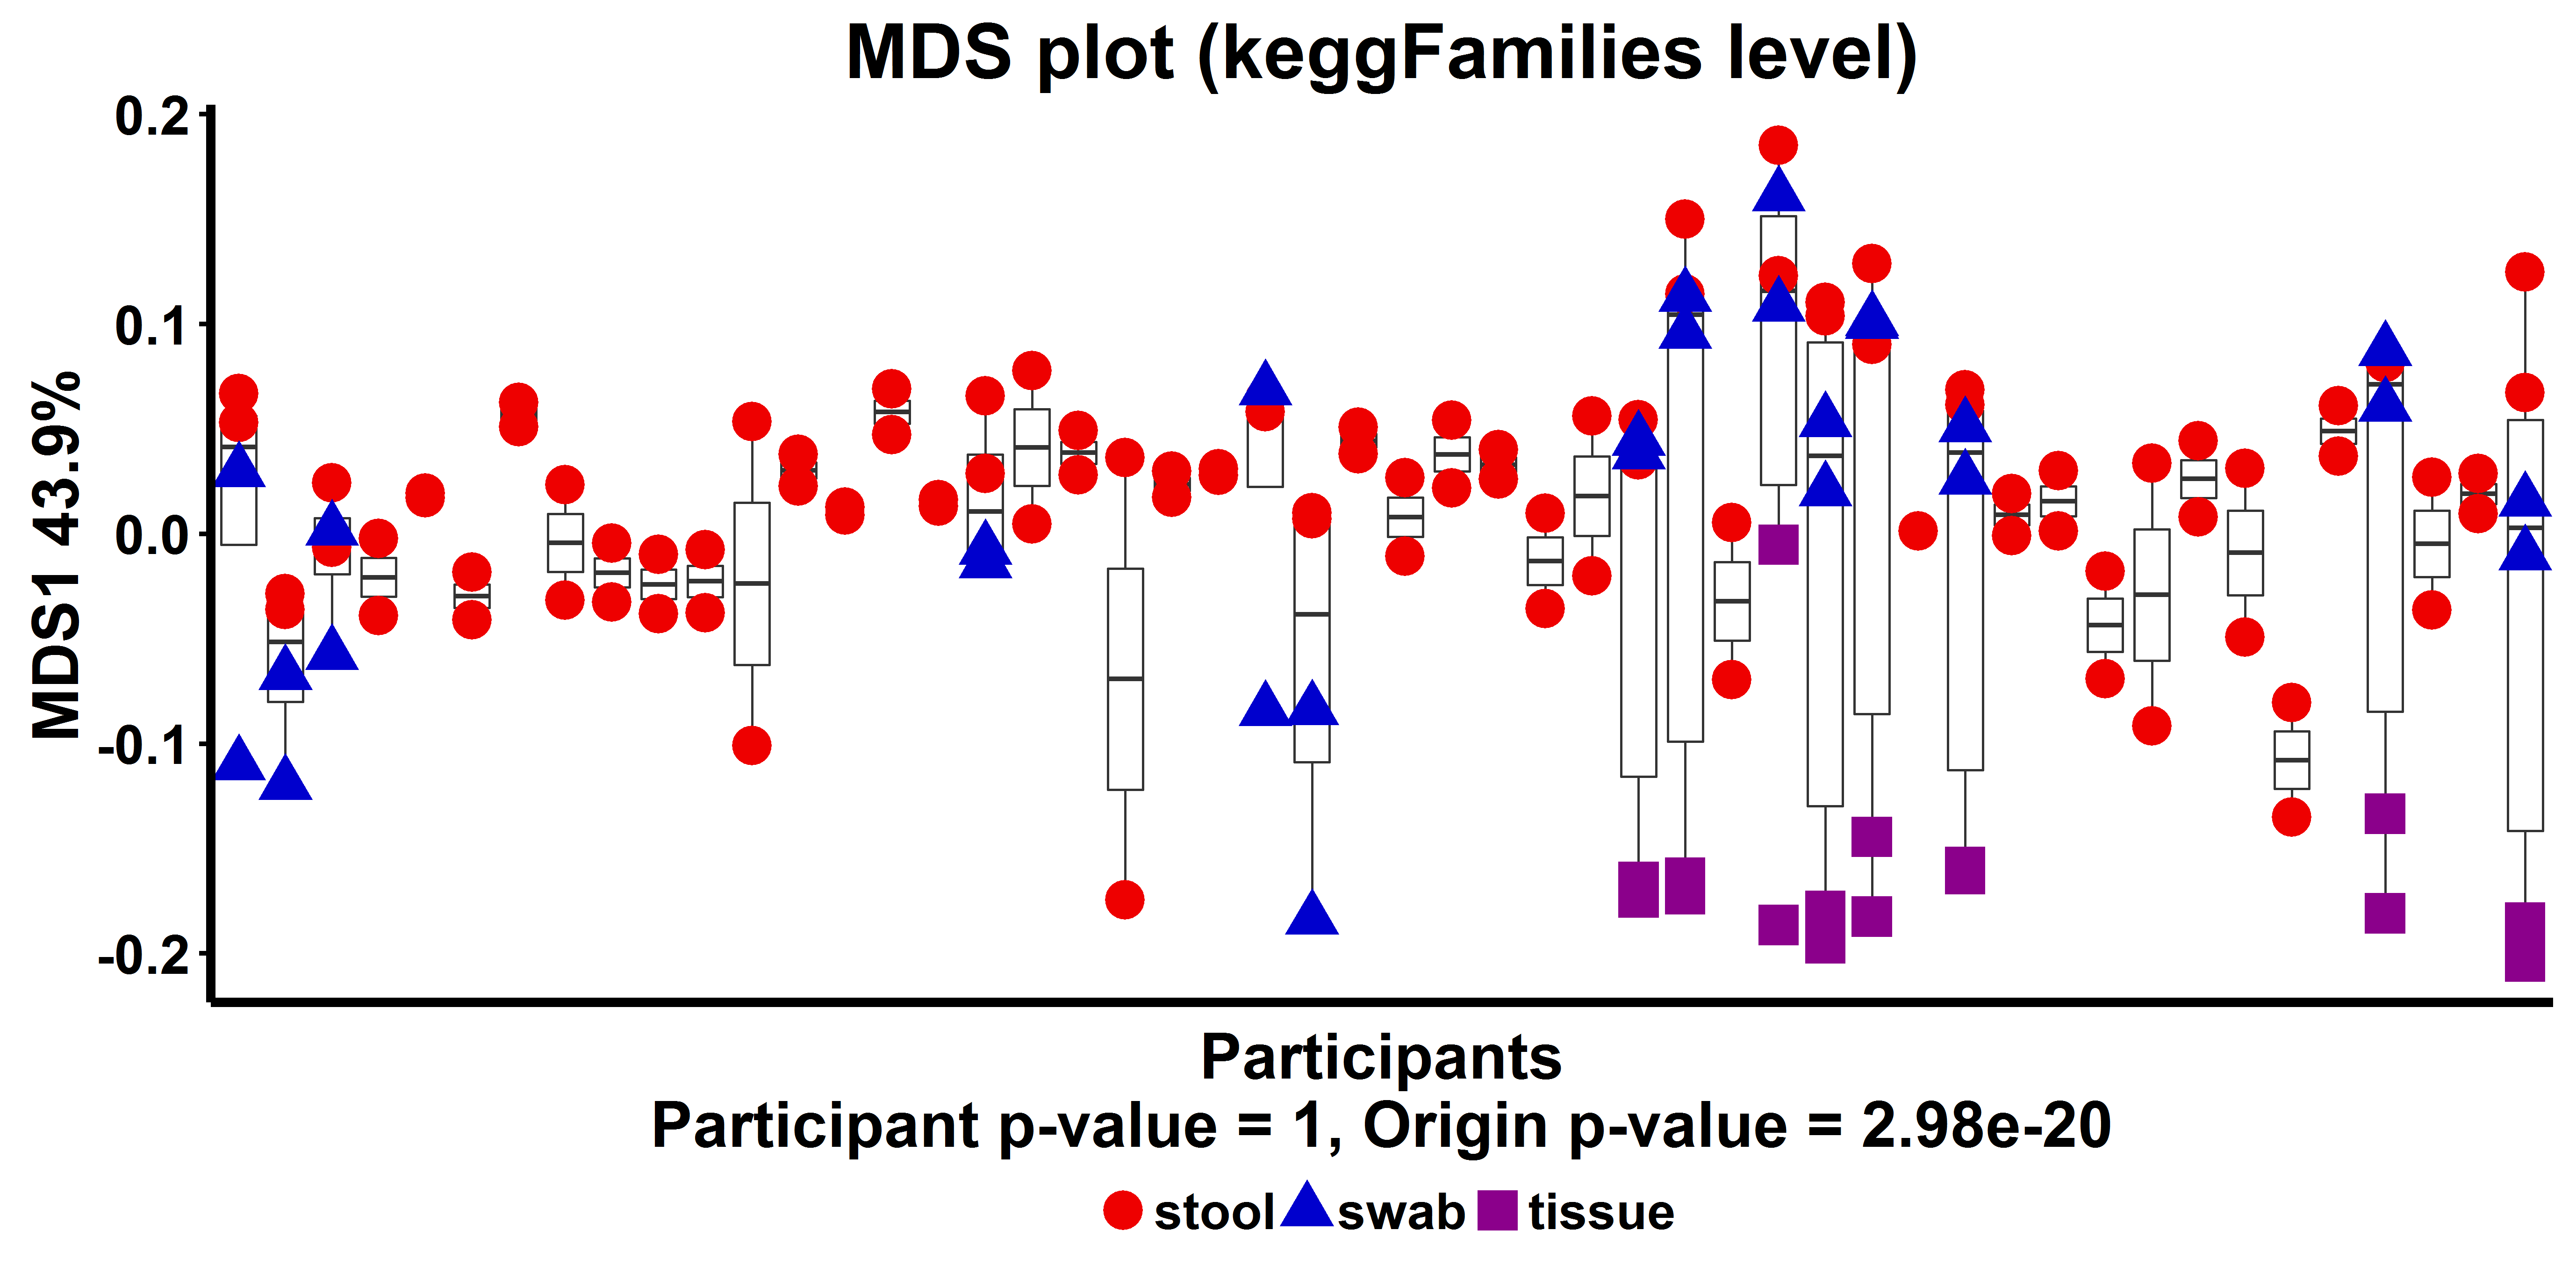 MDS plot (keggFamilies level)
0.2
0.1
0.0
-0.1
-0.2
MDS1 43.9%
Participants
Participant p-value = 1, Origin p-value = 2.98e-20
stool swab tissue